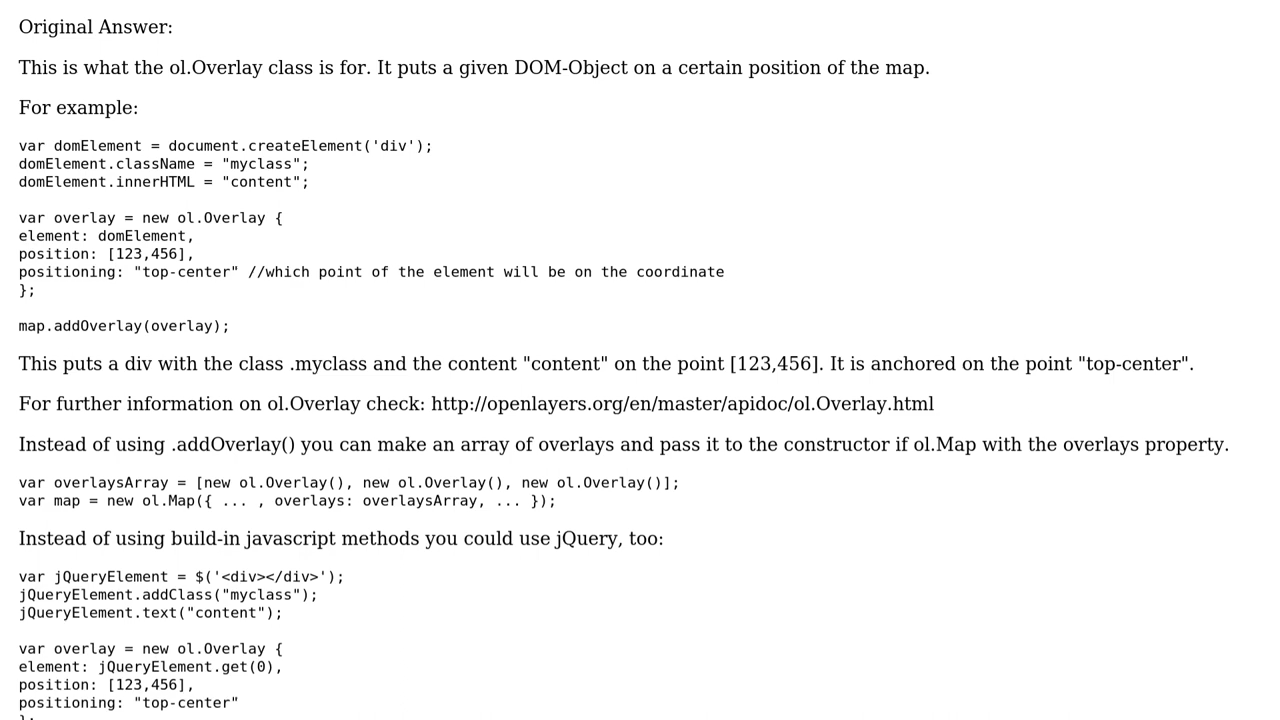 Original Answer:
This is what the ol.Overlay class is for. It puts a given DOM-Object on a certain position of the map.
For example:
var domElement = document.createElement('div');
domElement.className = "myclass";
domElement.innerHTML = "content";
var overlay = new ol.Overlay {
element: domElement,
position: [123,456],
positioning: "top-center" //which point of the element will be on the coordinate
};
map.addOverlay(overlay);
This puts a div with the class .myclass and the content "content" on the point [123,456]. It is anchored on the point "top-center".
For further information on ol.Overlay check: http://openlayers.org/en/master/apidoc/ol.Overlay.html
Instead of using .addOverlay() you can make an array of overlays and pass it to the constructor if ol.Map with the overlays property.
var overlaysArray = [new ol.Overlay(), new ol.Overlay(), new ol.Overlay()];
var map = new ol.Map({ ... , overlays: overlaysArray, ... });
Instead of using build-in javascript methods you could use jQuery, too:
var jQueryElement = $('<div></div>');
jQueryElement.addClass("myclass");
jQueryElement.text("content");
var overlay = new ol.Overlay {
element: jQueryElement.get(0),
position: [123,456],
positioning: "top-center"
};